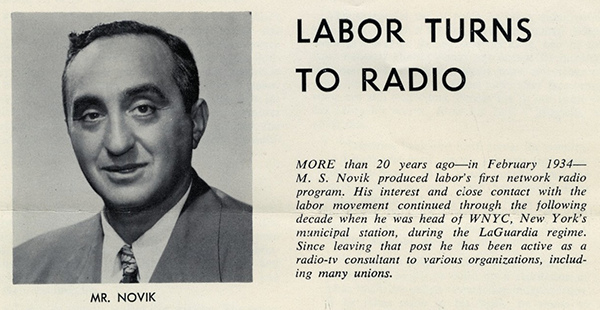 LABOR TURNS
TO RADIO
MORE than 20 years ago—in February 1934—
M. S. Novik produced labor's first network radio
program. His interest and close contact with the
labor movement continued through the following
decade when he was head of WNYC, New York's
municipal station, during the LaGuardia regime.
Since leaving that post he has been active as a
radio-tv consultant to various organizations, includ-
ing many unions.
MR. NOVIK